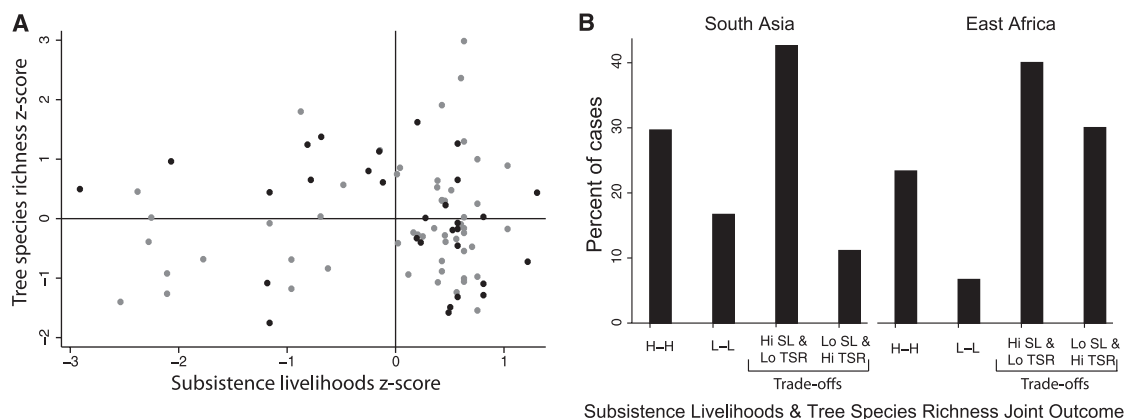 A
Tree species richness z-score
3
2
1
0
−1
−2
−3
−2
−1
0
1
Subsistence livelihoods z-score
B
South Asia
East Africa
Percent of cases
40
30
20
10
0
H–H
L–L
Hi SL &
Lo TSR
Lo SL &
Hi TSR
H–H
L–L
Hi SL &
Lo TSR
Lo SL &
Hi TSR
Trade-offs
Trade-offs
Subsistence Livelihoods & Tree Species Richness Joint Outcome